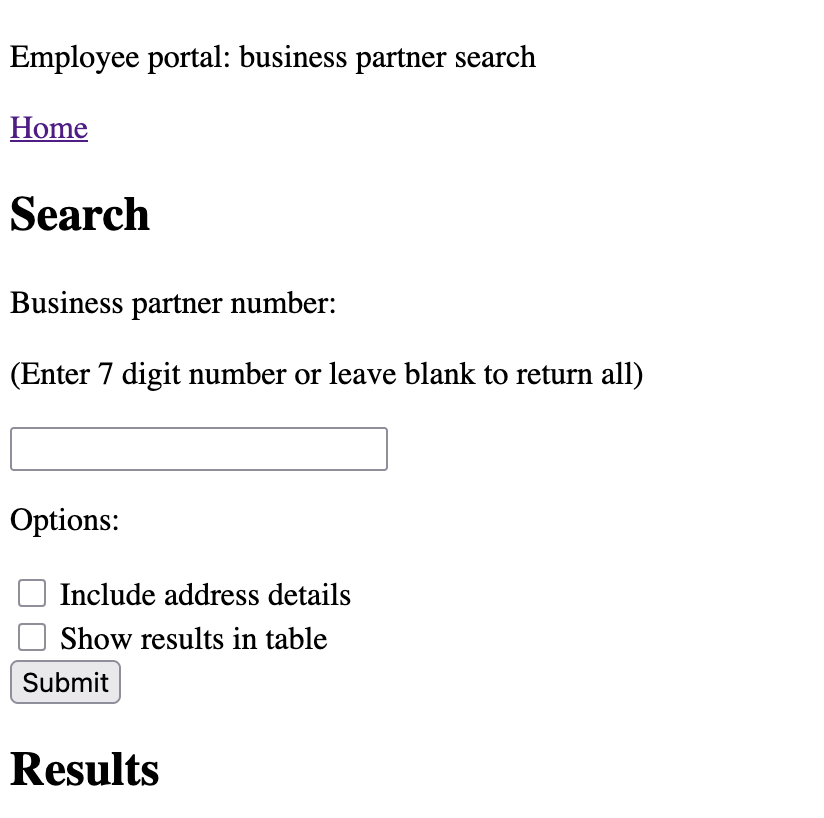 Employee portal: business partner search
Home
Search
Business partner number:
(Enter 7 digit number or leave blank to return all)
Options:
Include address details
Show results in table
Submit
Results